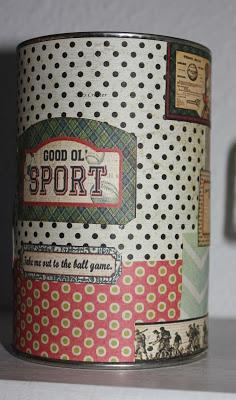 GOOD OL'
SPORT
Take me out to the ball game.